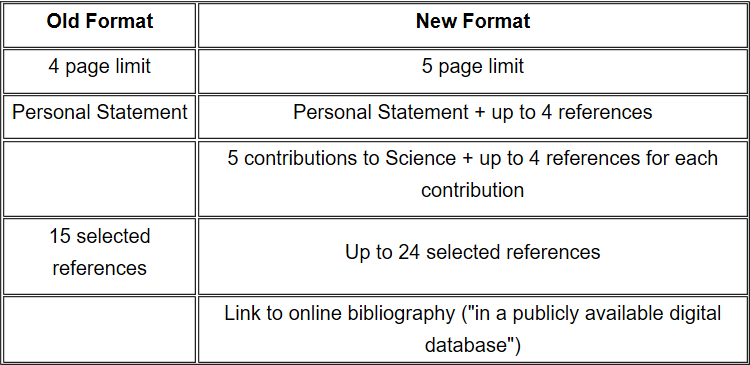 Old Format
New Format
4 page limit
5 page limit
Personal Statement
Personal Statement + up to 4 references
5 contributions to Science + up to 4 references for each
contribution
15 selected
references
Up to 24 selected references
Link to online bibliography ("in a publicly available digital
database")